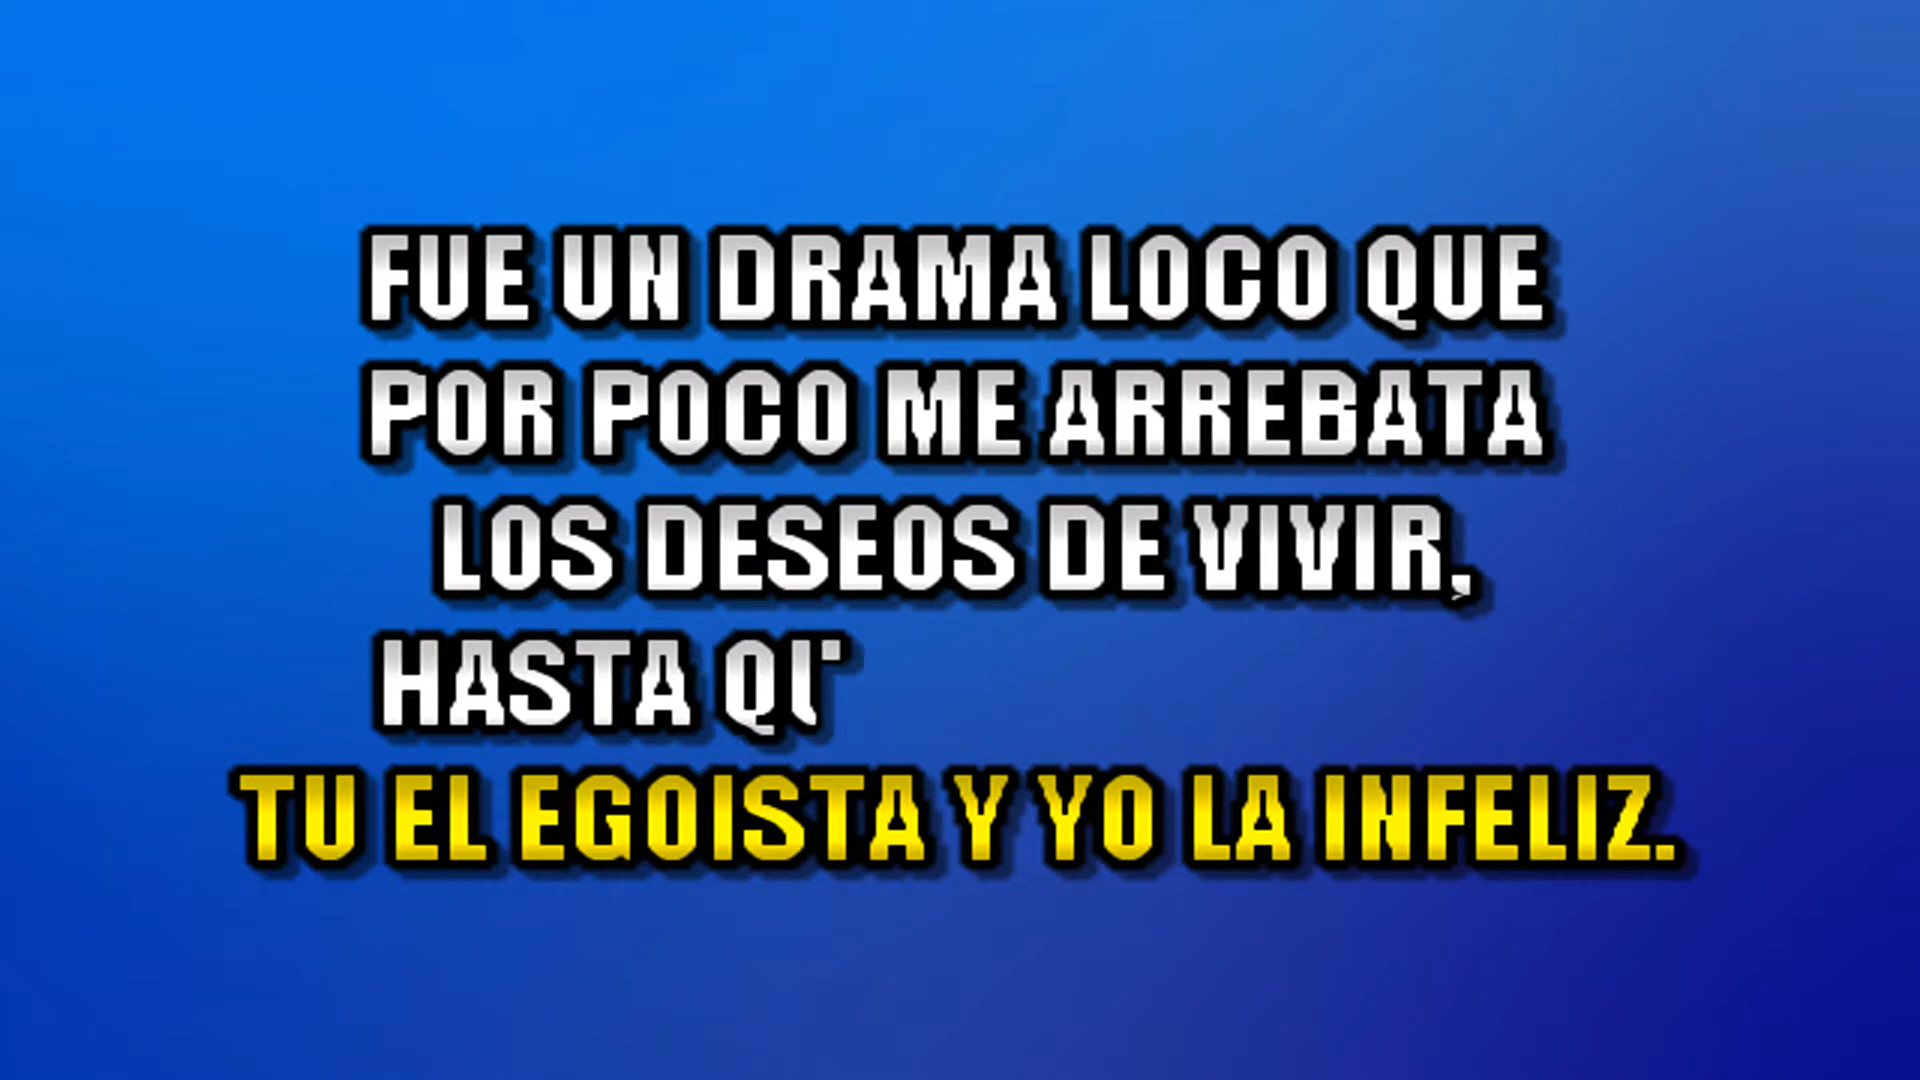 FUE UN DRAMA LOCO QUE
POR POCO ME ARREBATA
LOS DESEOS DE VIVIR,
HASTA
TU EL EGOISTA Y YO LA INFELIZ.